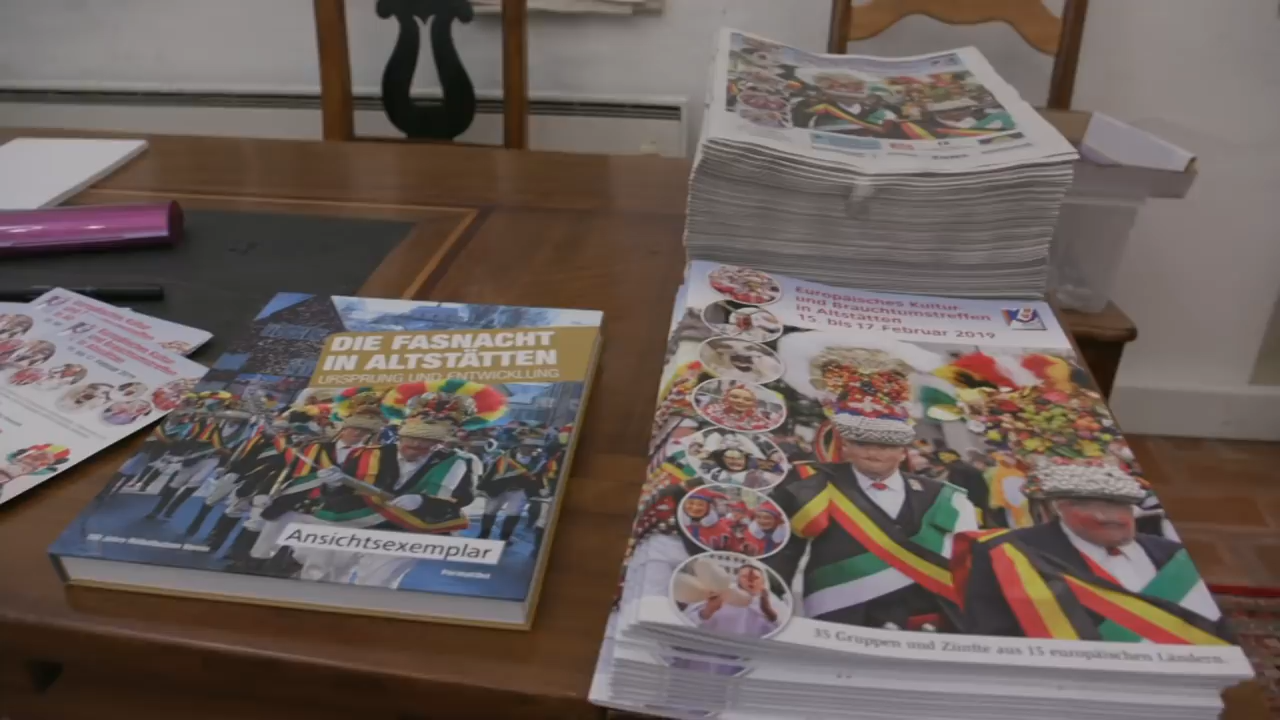 DIE FASNACHT
IN ALTSTÄTTEN
URSPRUNG UND ENTWICKLUNG
Ansichtsexemplar
Europäisches Kultur-
und Brauchtumstreffen
in Altstätten
15. bis 17. Februar 2019
35 Gruppen und Zünfte aus 15 europäischen Ländern.